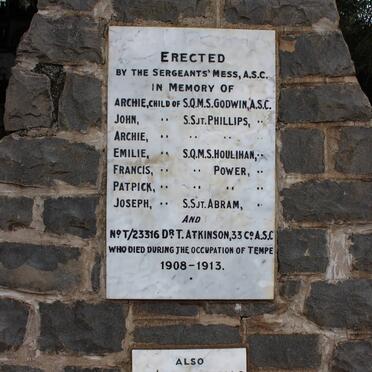 ERECTED
BY THE SERGEANTS' MESS, A.S.C.
IN MEMORY OF
ARCHIE, CHILD OF S.Q.M.S. GODWIN, A.S.C.
JOHN, " " S.SJT. PHILLIPS, "
ARCHIE " " " " "
EMILIE, " " S.Q.M.S. HOULIHAN, "
FRANCIS, " " " POWER, "
PATPICK, " " " " "
JOSEPH, " " S.SJT. ABRAM, "
AND
No T/23316 DR T. ATKINSON, 33 Co A.S.C
WHO DIED DURING THE OCCUPATION OF TEMPE
1908-1913.
ALSO